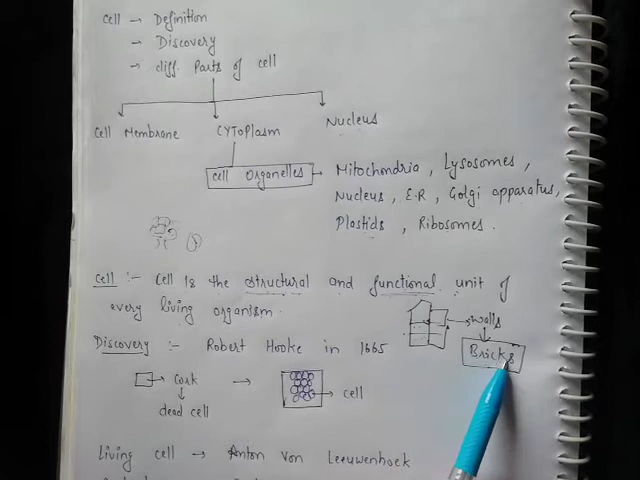 Cell → Definition
→ Discovery
→ diff. Parts of cell
Cell Membrane CYTOPlasm Nucleus
Cell Organelles → Mitochondria, Lysosomes,
Nucleus, E.R, Golgi apparatus,
Plastids, Ribosomes.
Cell :- Cell is the structural and functional unit of
every living organism.
→ walls
Discovery :- Robert Hooke in 1665
Bricks
Cork → → cell
dead cell
Living cell → Anton Von Leeuwenhoek